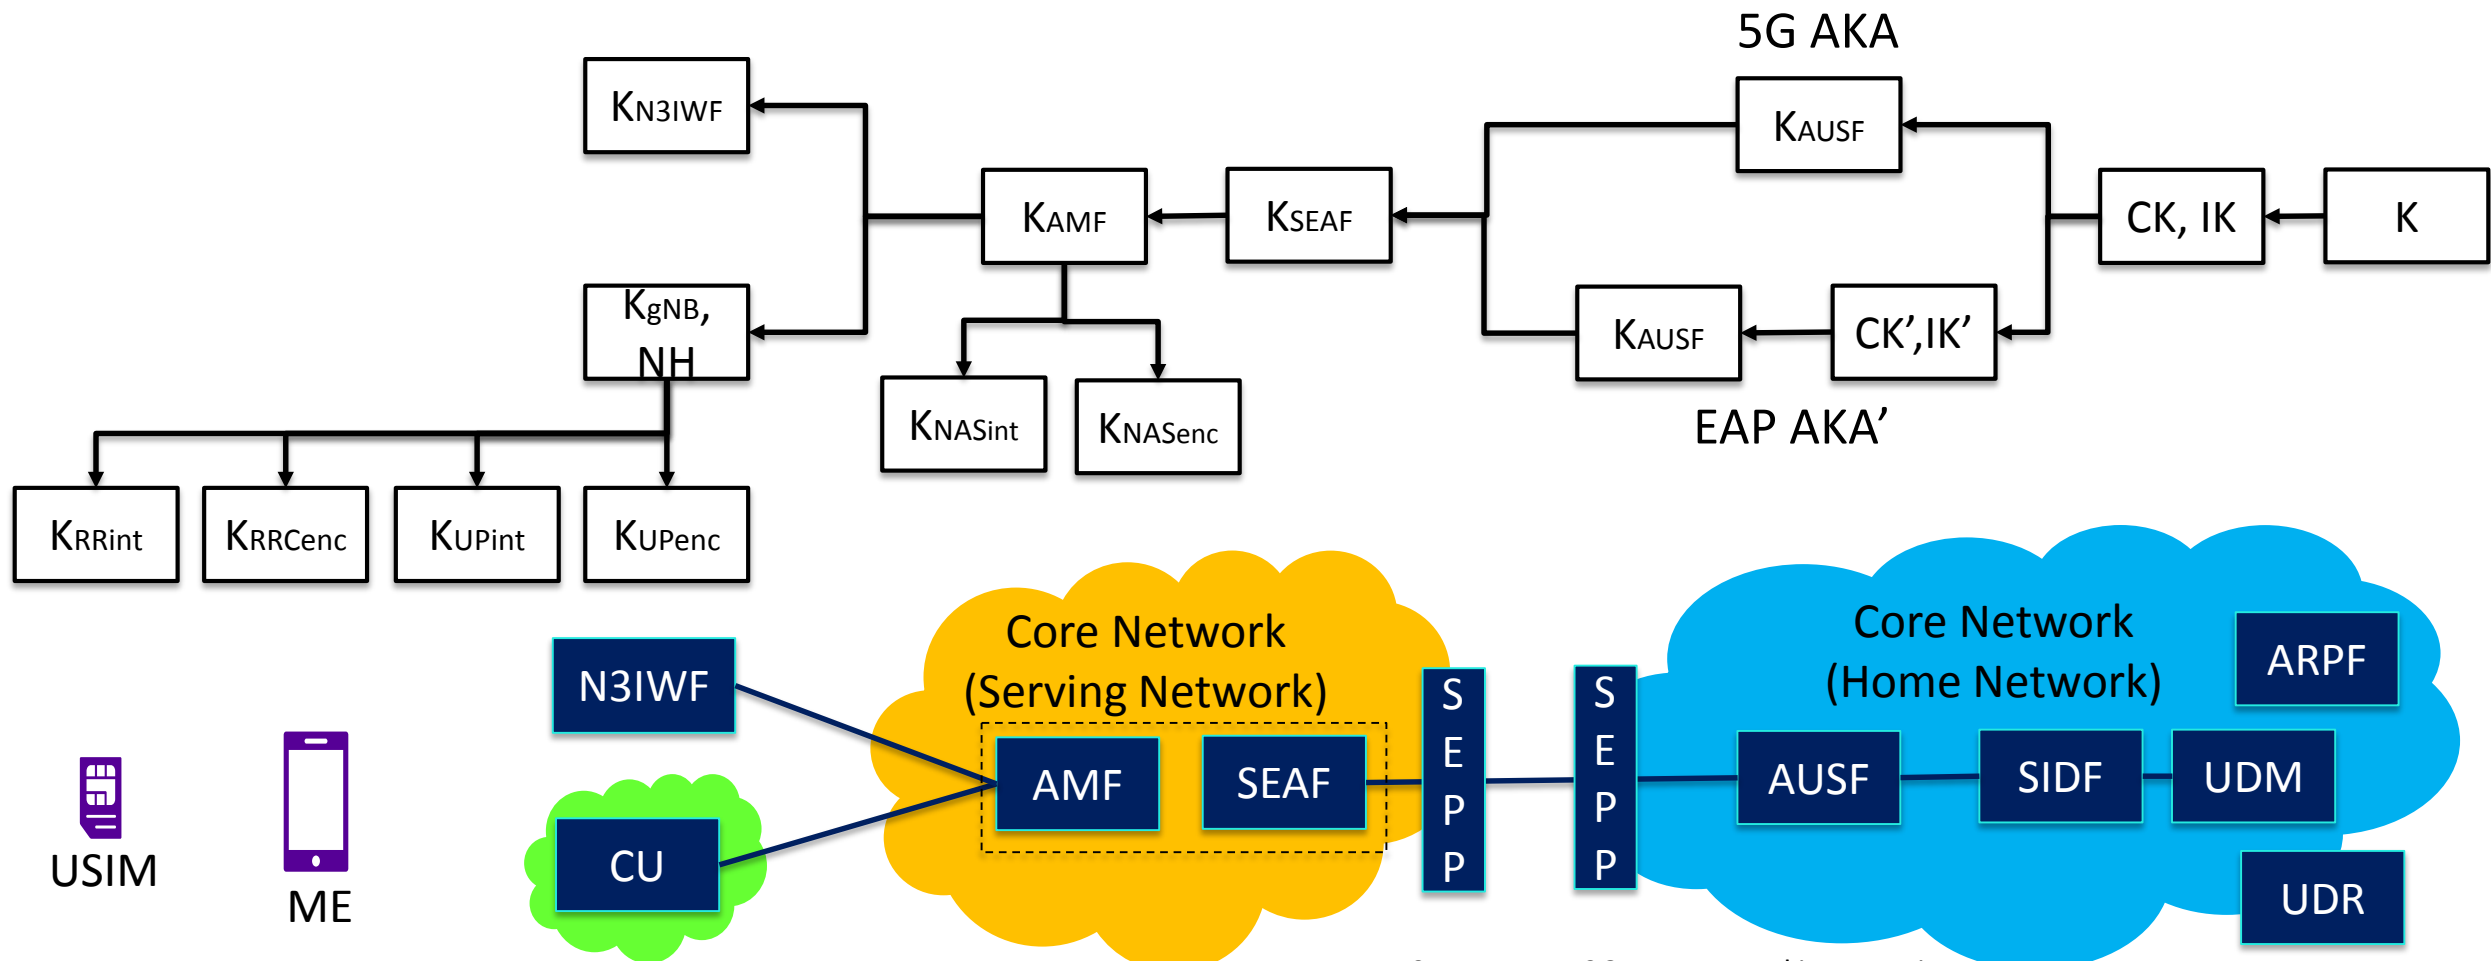 5G AKA
KN3IWF
KAUSF
KAMF
KSEAF
CK, IK
K
KgNB,
NH
KAUSF
CK’,IK’
KNASint
KNASenc
EAP AKA’
KRRint
KRRCenc
KUPint
KUPenc
Core Network
(Serving Network)
Core Network
(Home Network)
ARPF
N3IWF
S
E
P
P
S
E
P
P
AMF
SEAF
AUSF
SIDF
UDM
CU
USIM
ME
UDR